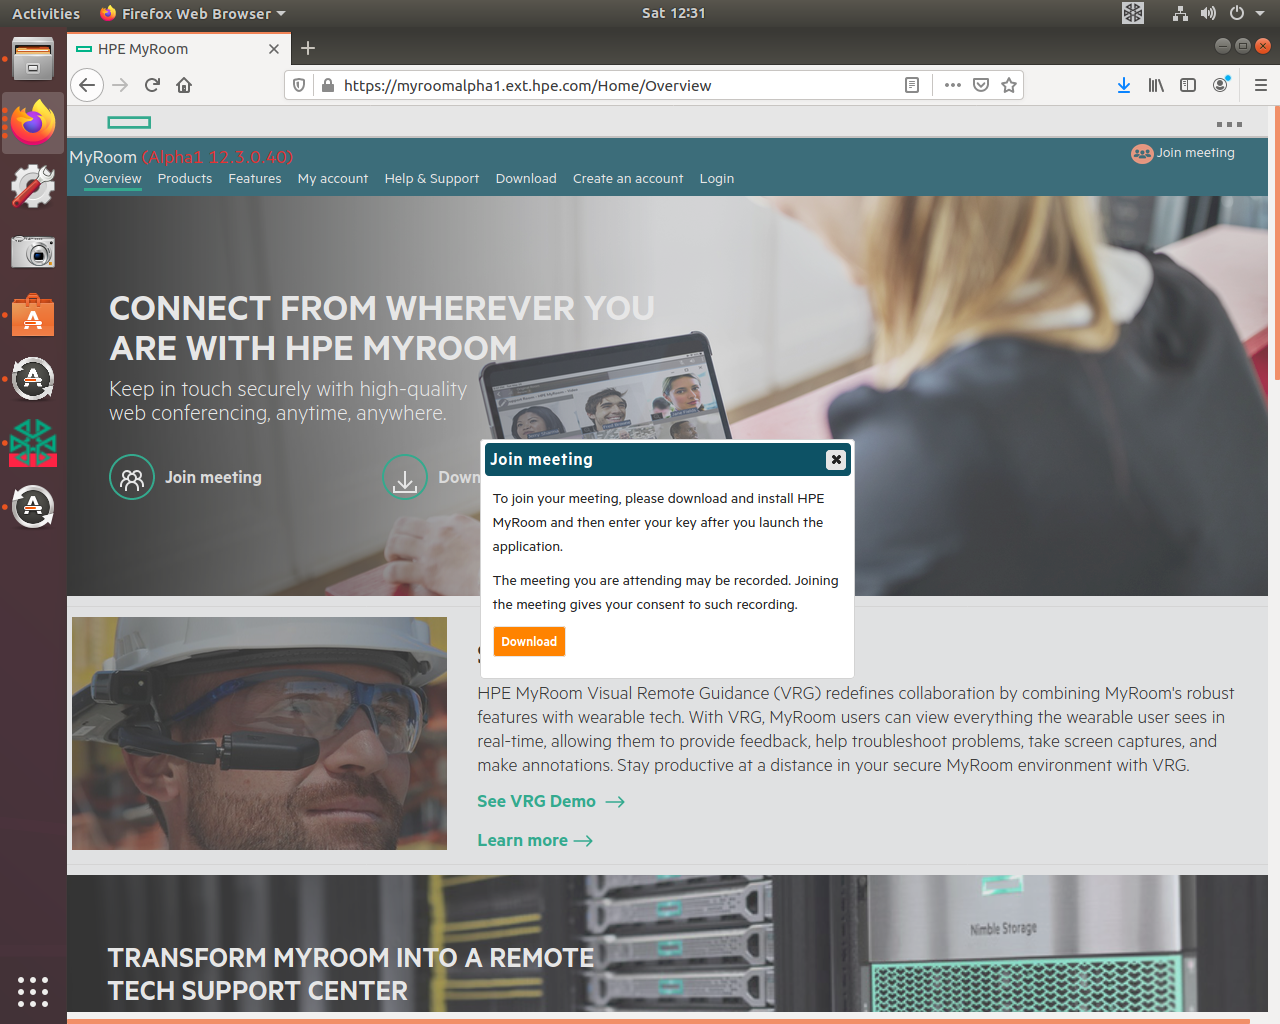 Activities
Firefox Web Browser
Sat 12:31
HPE MyRoom
https://myroomalpha1.ext.hpe.com/Home/Overview
MyRoom (Alpha1 12.3.0.40)
Join meeting
Overview
Products
Features
My account
Help & Support
Download
Create an account
Login
CONNECT FROM WHEREVER YOU
ARE WITH HPE MYROOM
Keep in touch securely with high-quality
web conferencing, anytime, anywhere.
Join meeting
Down
Join meeting
To join your meeting, please download and install HPE
MyRoom and then enter your key after you launch the
application.
The meeting you are attending may be recorded. Joining
the meeting gives your consent to such recording.
Download
HPE MyRoom Visual Remote Guidance (VRG) redefines collaboration by combining MyRoom's robust
features with wearable tech. With VRG, MyRoom users can view everything the wearable user sees in
real-time, allowing them to provide feedback, help troubleshoot problems, take screen captures, and
make annotations. Stay productive at a distance in your secure MyRoom environment with VRG.
See VRG Demo
Learn more
Nimble Storage
TRANSFORM MYROOM INTO A REMOTE
TECH SUPPORT CENTER